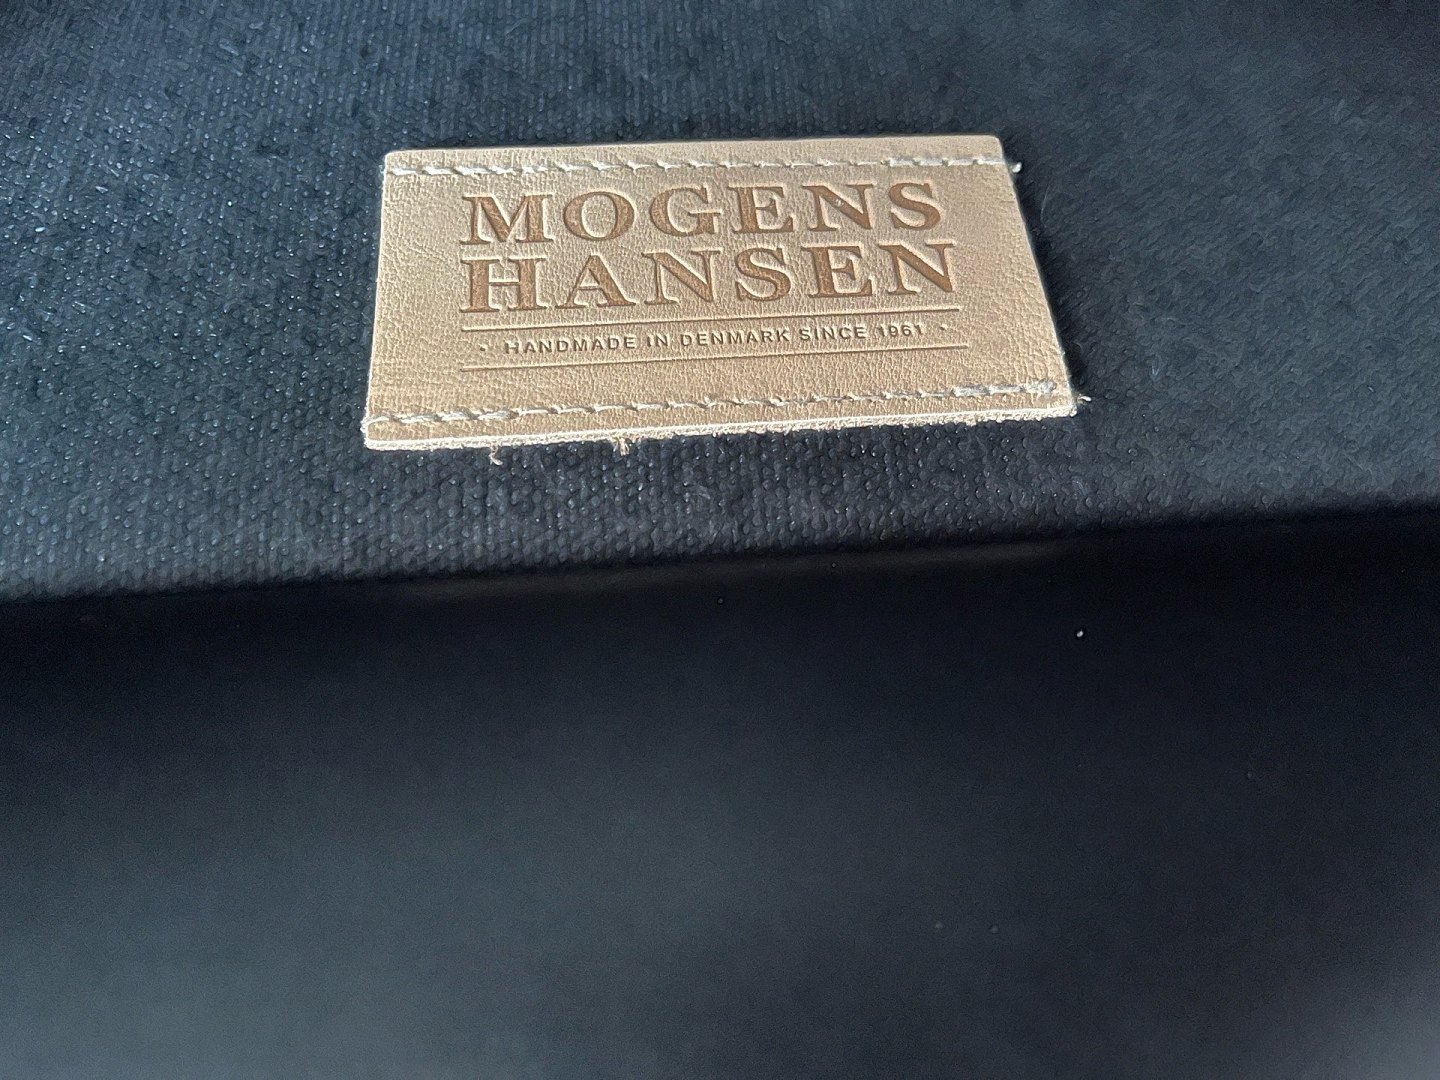 MOGENS
HANSEN
· HANDMADE IN DENMARK SINCE 1961 ·